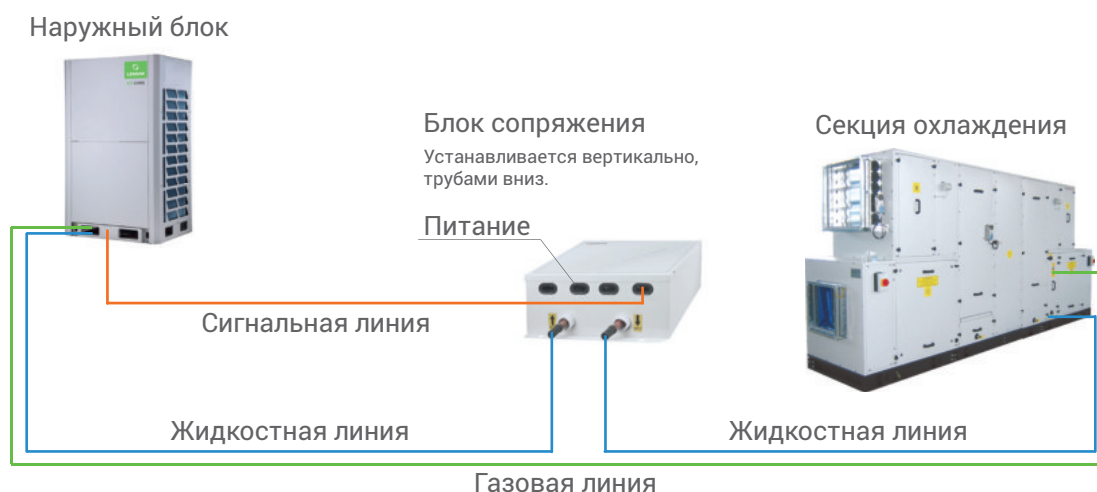 Наружный блок
Блок сопряжения
Устанавливается вертикально,
трубами вниз.
Секция охлаждения
Питание
Сигнальная линия
Жидкостная линия
Жидкостная линия
Газовая линия